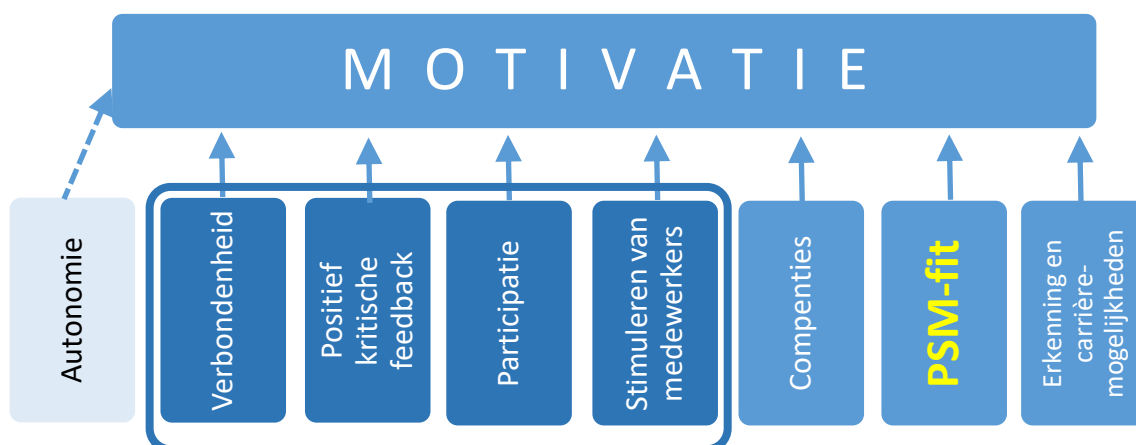 M O T I V A T I E
Autonomie
Verbondenheid
Positief
kritische
feedback
Participatie
Stimuleren van
medewerkers
Compenties
PSM-fit
Erkenning en
carrière-
mogelijkheden